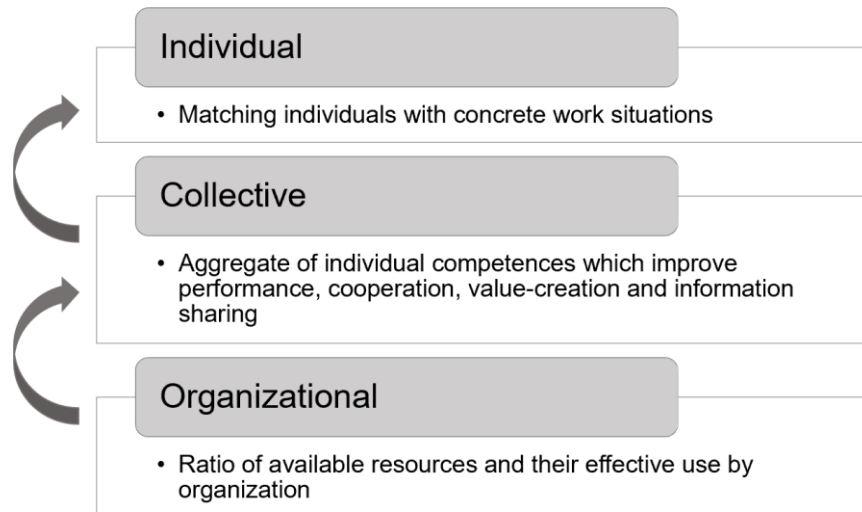 Individual
• Matching individuals with concrete work situations
Collective
• Aggregate of individual competences which improve
performance, cooperation, value-creation and information
sharing
Organizational
• Ratio of available resources and their effective use by
organization